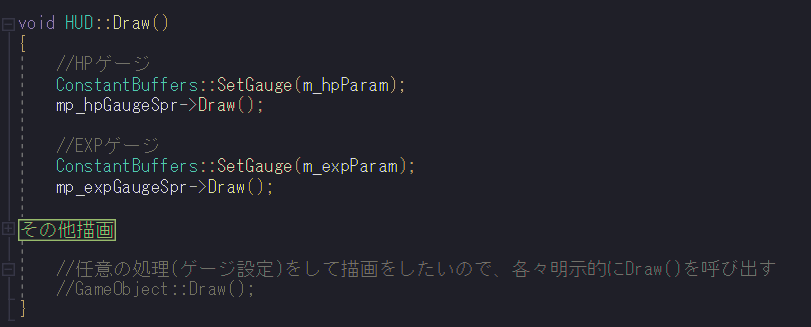 void HUD::Draw()
{
//HPゲージ
ConstantBuffers::SetGauge(m_hpParam);
mp_hpGaugeSpr->Draw();
//EXPゲージ
ConstantBuffers::SetGauge(m_expParam);
mp_expGaugeSpr->Draw();
その他描画
//任意の処理(ゲージ設定)をして描画をしたいので、各々明示的にDraw()を呼び出す
//GameObject::Draw();
}